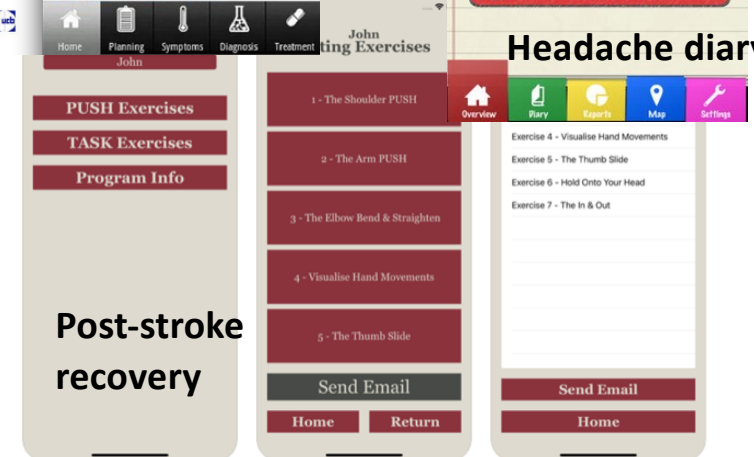 ucb
Home Planning Symptoms Diagnosis Treatment
John
PUSH Exercises
TASK Exercises
Program Info
Post-stroke
recovery
John
ting Exercises
1 - The Shoulder PUSH
2 - The Arm PUSH
3 - The Elbow Bend & Straighten
4 - Visualise Hand Movements
5 - The Thumb Slide
Send Email
Home Return
Headache diary
Overview Diary Reports Map Settings
Exercise 4 - Visualise Hand Movements
Exercise 5 - The Thumb Slide
Exercise 6 - Hold Onto Your Head
Exercise 7 - The In & Out
Send Email
Home